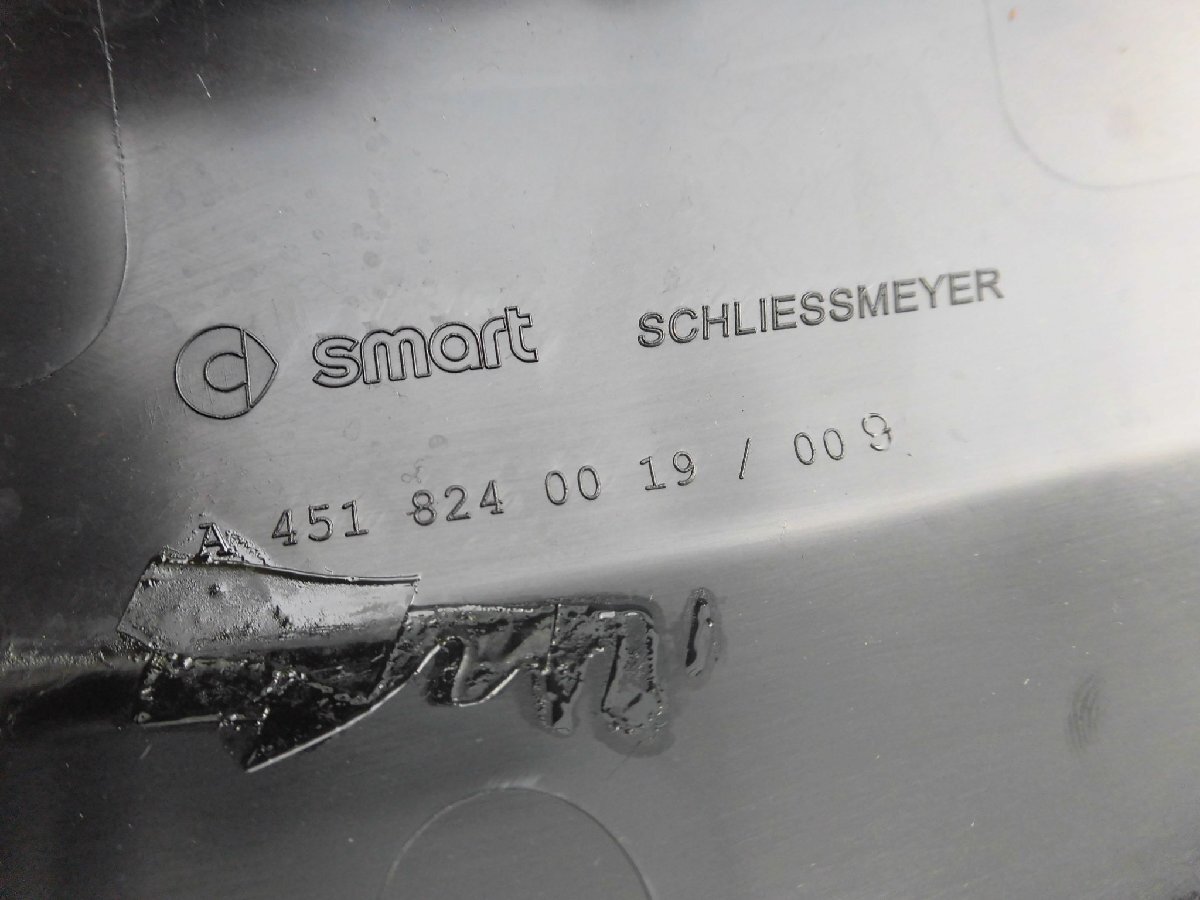 smart SCHLIESSMEYER
A 451 824 00 19 / 009